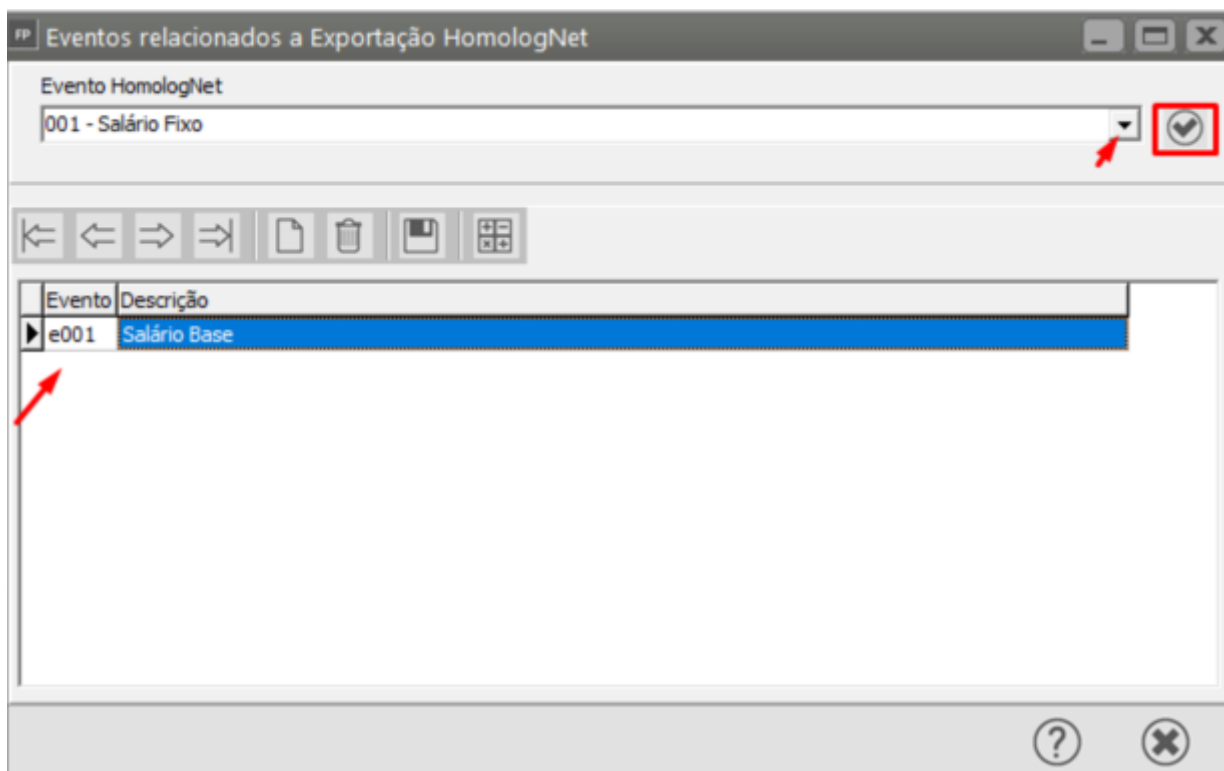 FP Eventos relacionados a Exportação HomologNet
Evento HomologNet
001 - Salário Fixo
Evento Descrição
e001 Salário Base